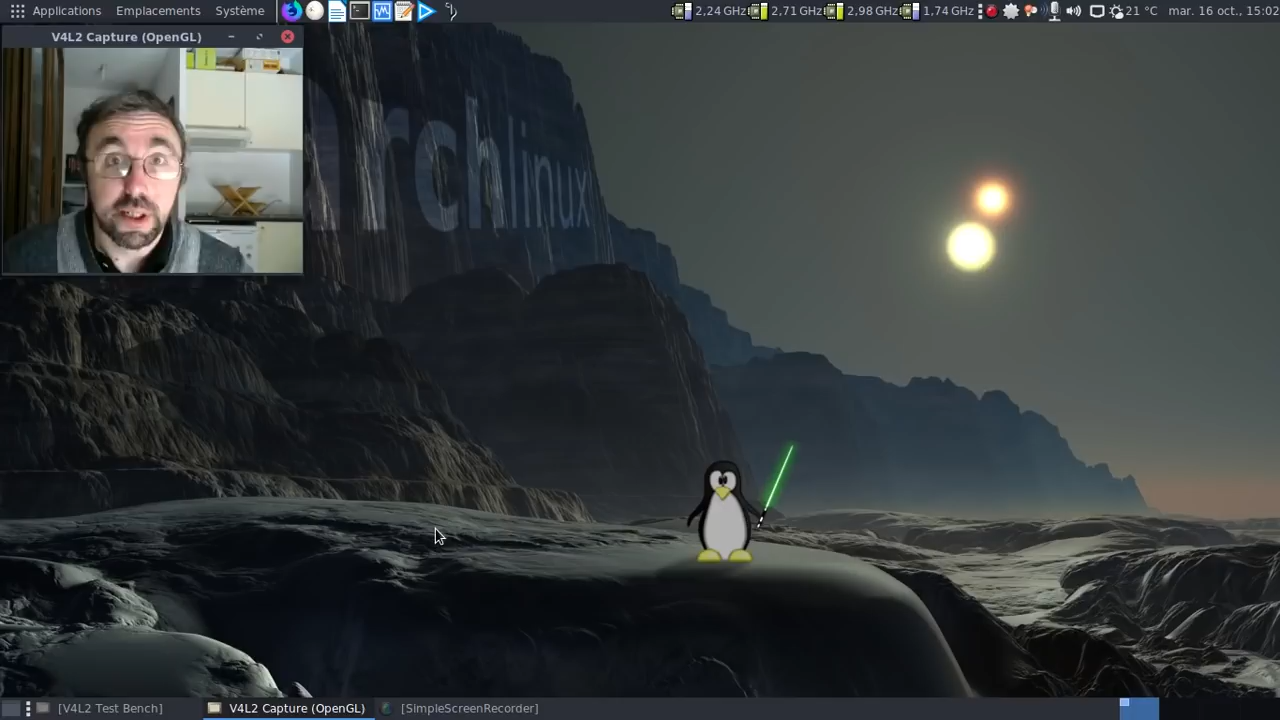 Applications Emplacements Système 2,24 GHz 2,71 GHz 2,98 GHz 1,74 GHz 21 °C mar. 16 oct., 15:02
V4L2 Capture (OpenGL)
archlinux
[V4L2 Test Bench] V4L2 Capture (OpenGL) [SimpleScreenRecorder]